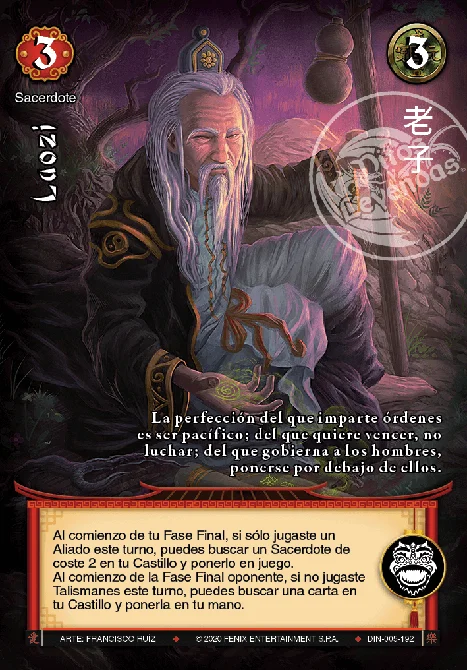 3
3
Sacerdote
Laozi
老子
Mitos y
Leyendas
La perfección del que imparte órdenes
es ser pacífico; del que quiere vencer, no
luchar; del que gobierna a los hombres,
ponerse por debajo de ellos.
Al comienzo de tu Fase Final, si sólo jugaste un
Aliado este turno, puedes buscar un Sacerdote de
coste 2 en tu Castillo y ponerlo en juego.
Al comienzo de la Fase Final oponente, si no jugaste
Talismanes este turno, puedes buscar una carta en
tu Castillo y ponerla en tu mano.
ARTE: FRANCISCO RUÍZ ◆ © 2020 FENIX ENTERTAINMENT S.R.A. ◆ DIN-005-192